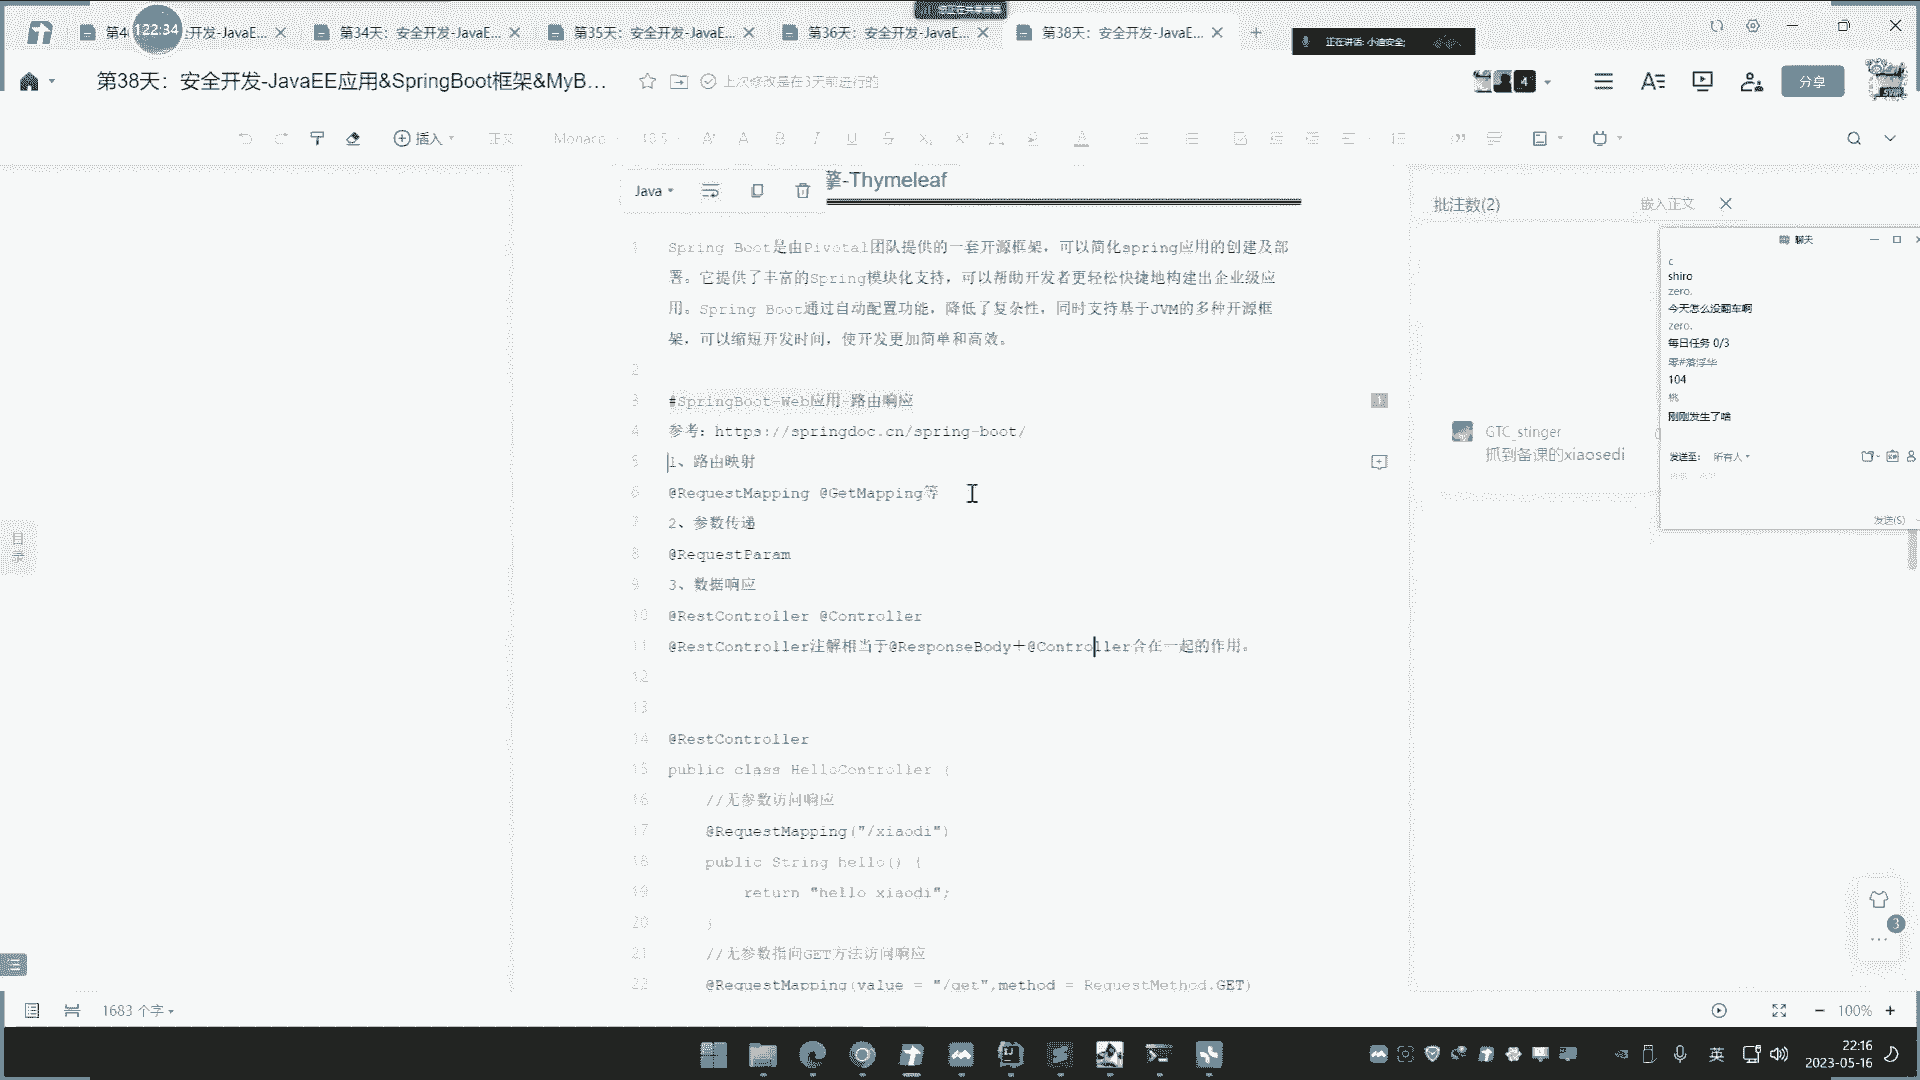 122:34
第4
开发-JavaE...
第34天：安全开发-JavaE...
第35天：安全开发-JavaE...
第36天：安全开发-JavaE...
第38天：安全开发-JavaE...
正在讲话: 小迪安全;
第38天：安全开发-JavaEE应用&SpringBoot框架&MyB...
上次修改是在3天前进行的
4
分享
插入
正文
Monaco
10.5
Java
擎-Thymeleaf
批注数(2)
嵌入正文
1 Spring Boot是由Pivotal团队提供的一套开源框架，可以简化spring应用的创建及部
署。它提供了丰富的Spring模块化支持，可以帮助开发者更轻松快捷地构建出企业级应
用。Spring Boot通过自动配置功能，降低了复杂性，同时支持基于JVM的多种开源框
架，可以缩短开发时间，使开发更加简单和高效。
2
3 #SpringBoot-Web应用-路由响应
4 参考：https://springdoc.cn/spring-boot/
5 1、路由映射
6 @RequestMapping @GetMapping等
7 2、参数传递
8 @RequestParam
9 3、数据响应
10 @RestController @Controller
11 @RestController注解相当于@ResponseBody＋@Controller合在一起的作用。
12
13
14 @RestController
15 public class HelloController {
16 //无参数访问响应
17 @RequestMapping("/xiaodi")
18 public String hello() {
19 return "hello xiaodi";
20 }
21 //无参数指向GET方法访问响应
22 @RequestMapping(value = "/get",method = RequestMethod.GET)
GTC_stinger
抓到备课的xiaosedi
聊天
c
shiro
zero.
今天怎么没翻车啊
zero.
每日任务 0/3
零#落浮华
104
桃
刚刚发生了啥
发送至: 所有人
发送(S)
目
录
3
1683 个字
100%
英
22:16
2023-05-16